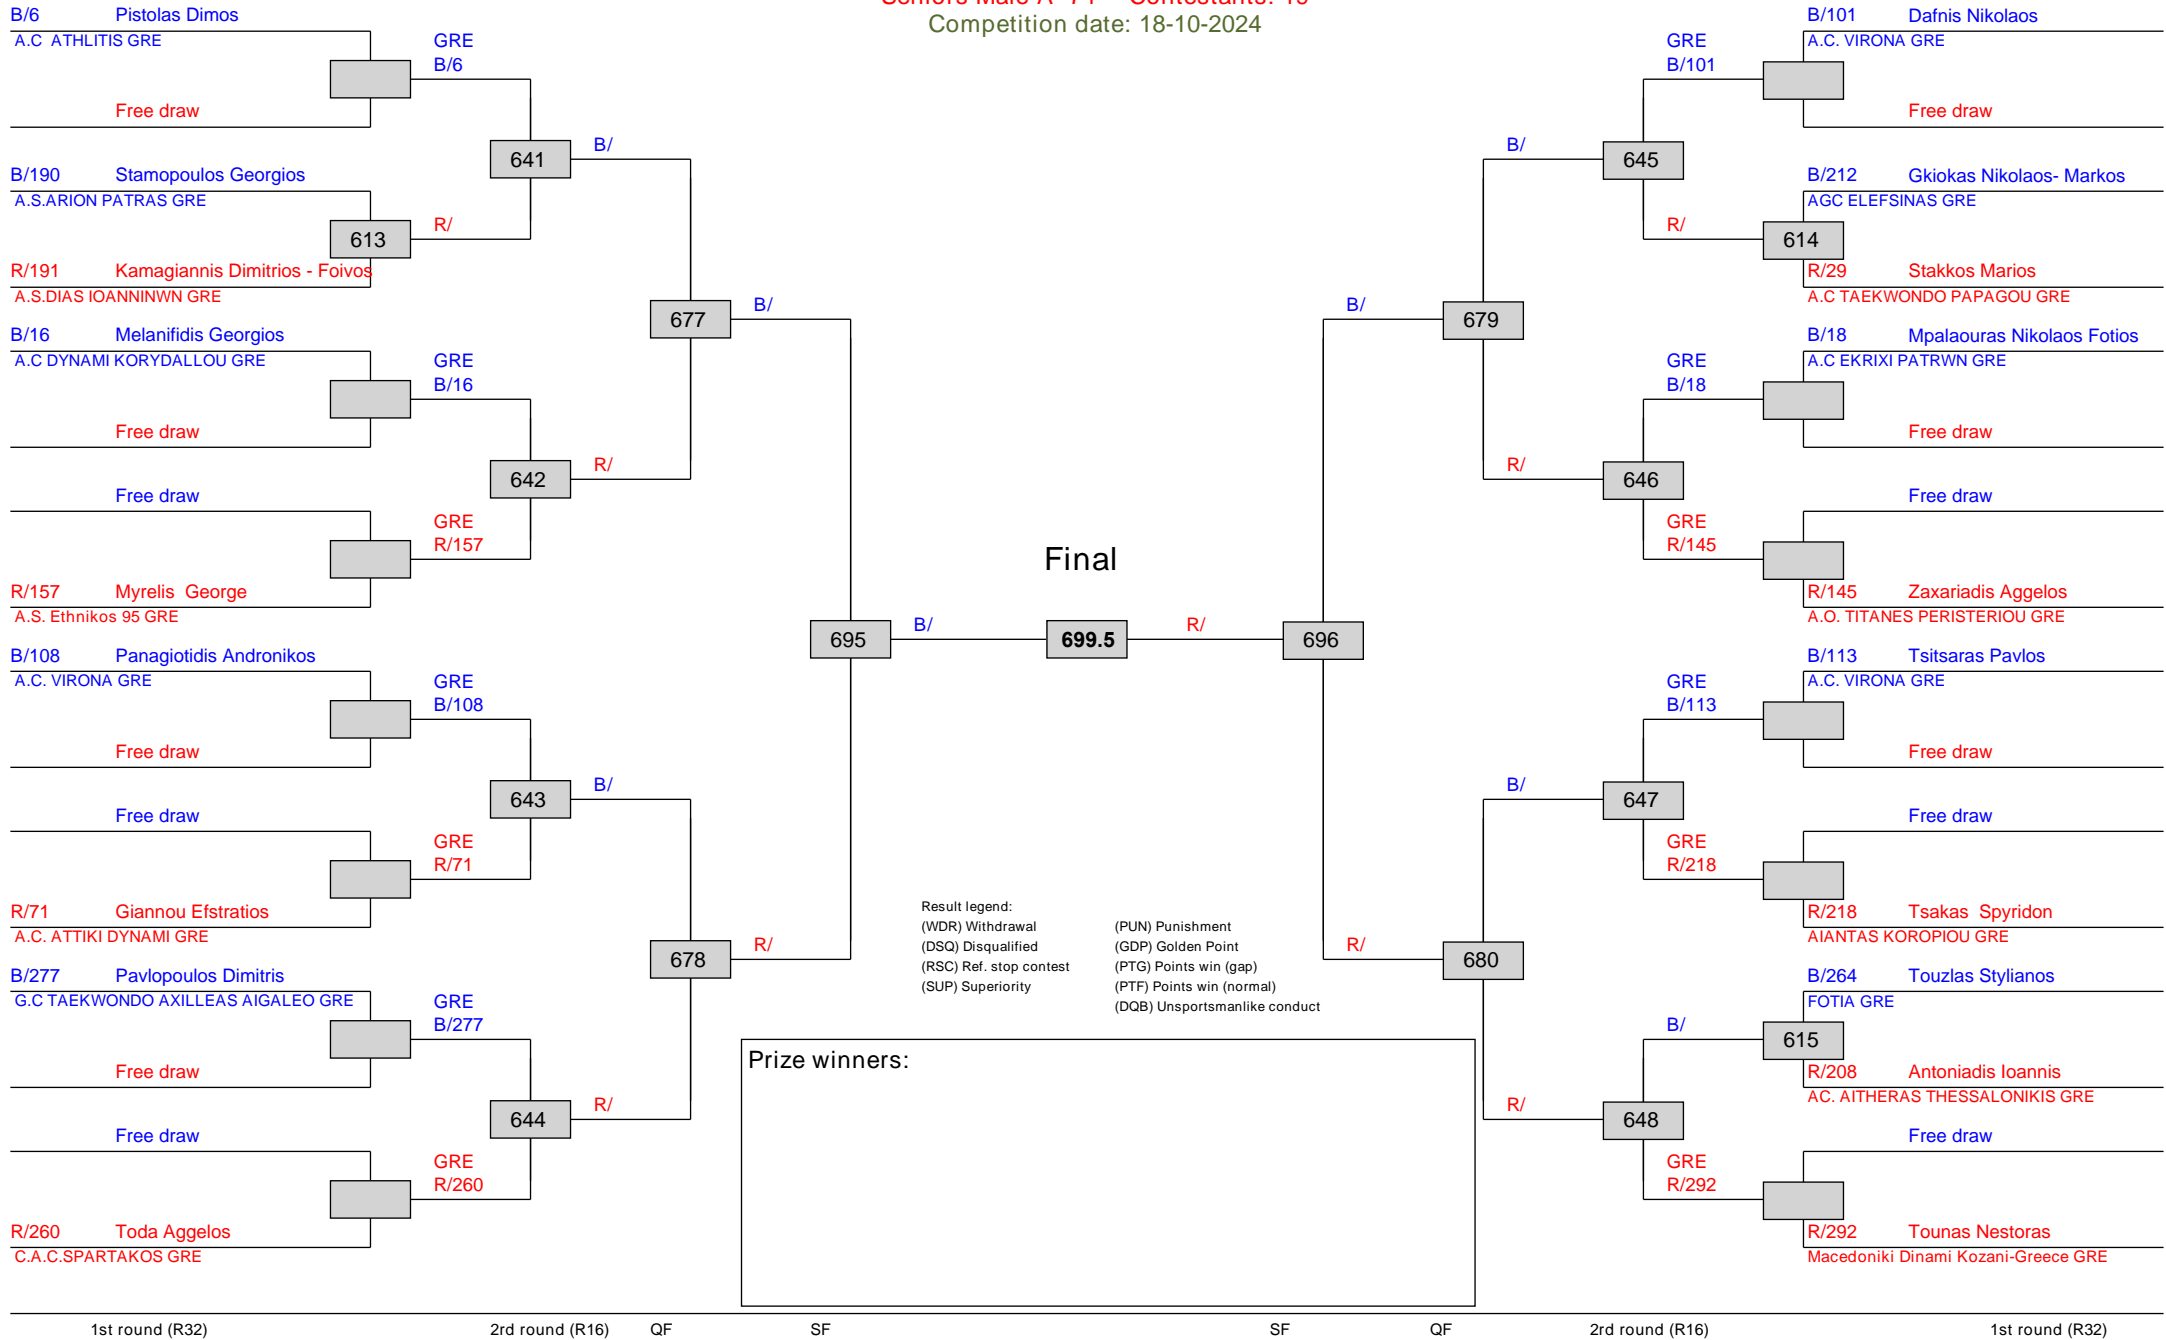 Competition date: 18-10-2024
B/6 Pistolas Dimos
A.C ATHLITIS GRE
GRE
B/6
Free draw
641
B/
B/190 Stamopoulos Georgios
A.S.ARION PATRAS GRE
613
R/
R/191 Kamagiannis Dimitrios - Foivos
A.S.DIAS IOANNINWN GRE
677
B/
B/16 Melanifidis Georgios
A.C DYNAMI KORYDALLOU GRE
GRE
B/16
Free draw
642
R/
Free draw
GRE
R/157
R/157 Myrelis George
A.S. Ethnikos 95 GRE
695
B/
B/108 Panagiotidis Andronikos
A.C. VIRONA GRE
GRE
B/108
Free draw
643
B/
Free draw
GRE
R/71
R/71 Giannou Efstratios
A.C. ATTIKI DYNAMI GRE
678
R/
B/277 Pavlopoulos Dimitris
G.C TAEKWONDO AXILLEAS AIGALEO GRE
GRE
B/277
Free draw
644
R/
Free draw
GRE
R/260
R/260 Toda Aggelos
C.A.C.SPARTAKOS GRE
Final
699.5
R/
696
B/101 Dafnis Nikolaos
A.C. VIRONA GRE
GRE
B/101
Free draw
B/
645
B/212 Gkiokas Nikolaos- Markos
AGC ELEFSINAS GRE
R/
614
R/29 Stakkos Marios
A.C TAEKWONDO PAPAGOU GRE
B/
679
B/18 Mpalaouras Nikolaos Fotios
A.C EKRIXI PATRWN GRE
GRE
B/18
Free draw
R/
646
Free draw
GRE
R/145
R/145 Zaxariadis Aggelos
A.O. TITANES PERISTERIOU GRE
B/113 Tsitsaras Pavlos
A.C. VIRONA GRE
GRE
B/113
Free draw
B/
647
Free draw
GRE
R/218
R/218 Tsakas Spyridon
AIANTAS KOROPIOU GRE
R/
680
B/264 Touzlas Stylianos
FOTIA GRE
B/
615
R/208 Antoniadis Ioannis
AC. AITHERAS THESSALONIKIS GRE
R/
648
Free draw
GRE
R/292
R/292 Tounas Nestoras
Macedoniki Dinami Kozani-Greece GRE
Result legend:
(WDR) Withdrawal (PUN) Punishment
(DSQ) Disqualified (GDP) Golden Point
(RSC) Ref. stop contest (PTG) Points win (gap)
(SUP) Superiority (PTF) Points win (normal)
(DQB) Unsportsmanlike conduct
Prize winners:
1st round (R32) 2rd round (R16) QF SF SF QF 2rd round (R16) 1st round (R32)